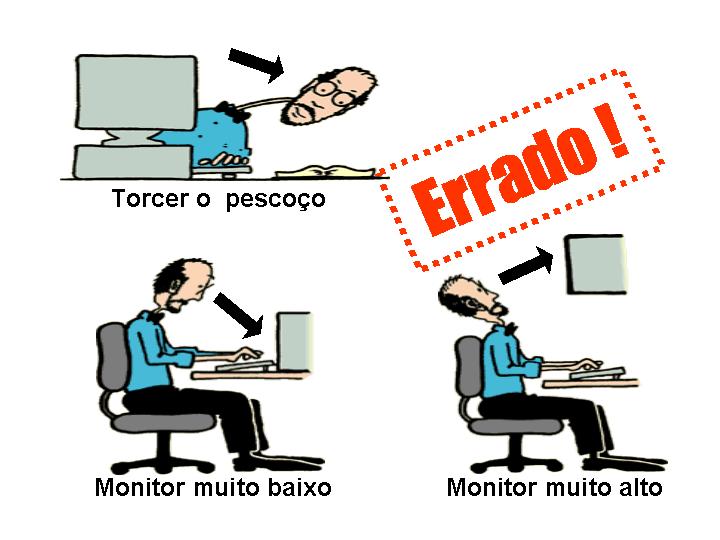 Errado !
Torcer o pescoço
Monitor muito baixo
Monitor muito alto